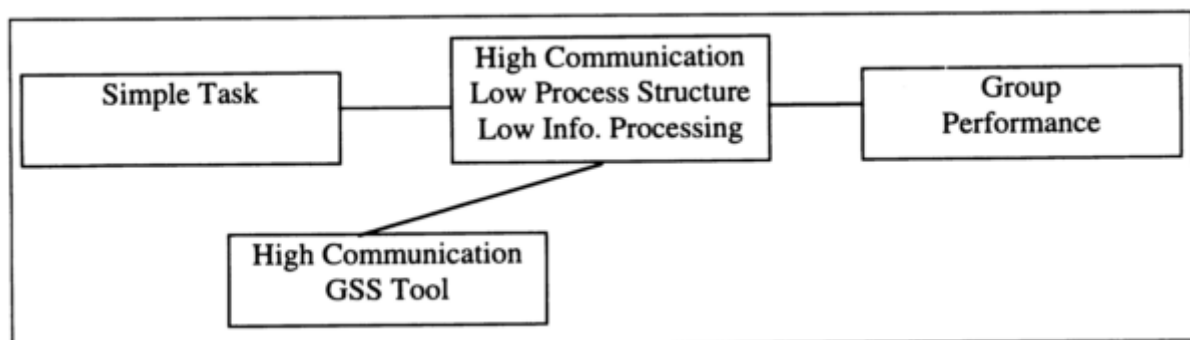 Simple Task
High Communication
Low Process Structure
Low Info. Processing
Group
Performance
High Communication
GSS Tool